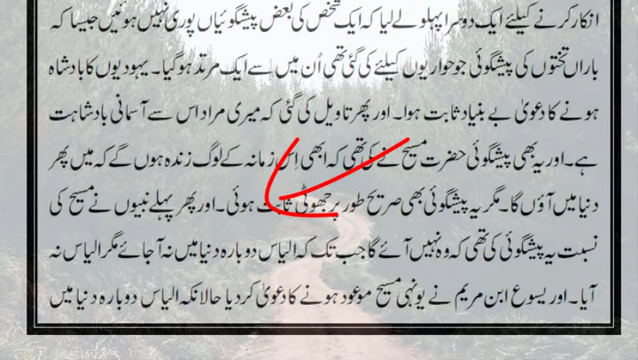 انکار کرنے کیلئے ایک دوسرا پہلو لے لیا کہ ایک شخص کی بعض پیشگوئیاں پوری نہیں ہوئیں جیسا کہ
باراں تختوں کی پیشگوئی جو حواریوں کیلئے کی گئی تھی اُن میں سے ایک مرتد ہوگیا۔ یہودیوں کا بادشاہ
ہونے کا دعویٰ بے بنیاد ثابت ہوا۔ اور پھر تاویل کی گئی کہ میری مراد اس سے آسمانی بادشاہت
ہے۔ اور یہ بھی پیشگوئی حضرت مسیح نے کی تھی کہ ابھی اِس زمانہ کے لوگ زندہ ہوں گے کہ میں پھر
دنیا میں آؤں گا۔ مگر یہ پیشگوئی بھی صریح طور پر جھوٹی ثابت ہوئی۔ اور پھر پہلے نبیوں نے مسیح کی
نسبت یہ پیشگوئی کی تھی کہ وہ نہیں آئے گا جب تک کہ الیاس دوبارہ دنیا میں نہ آجائے مگر الیاس نہ
آیا۔ اور یسوع ابن مریم نے یونہی مسیح موعود ہونے کا دعویٰ کردیا حالانکہ الیاس دوبارہ دنیا میں